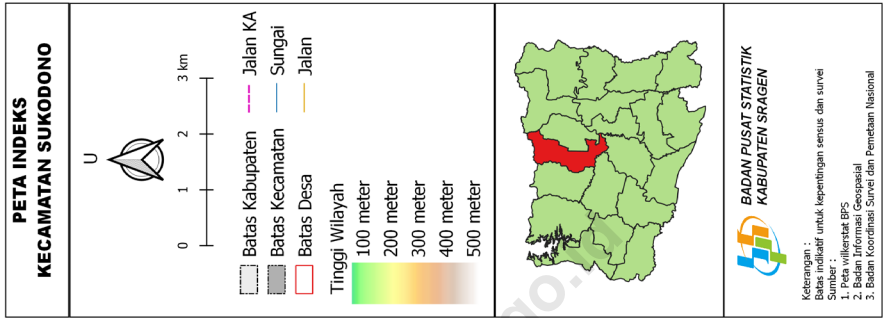 PETA INDEKS
KECAMATAN SUKODONO
U
0 1 2 3 km
Batas Kabupaten
Batas Kecamatan
Batas Desa
Jalan KA
Sungai
Jalan
Tinggi Wilayah
100 meter
200 meter
300 meter
400 meter
500 meter
BADAN PUSAT STATISTIK
KABUPATEN SRAGEN
Keterangan :
Batas indikatif untuk kepentingan sensus dan survei
Sumber :
1. Peta wilkerstat BPS
2. Badan Informasi Geospasial
3. Badan Koordinasi Survei dan Pemetaan Nasional
go.id